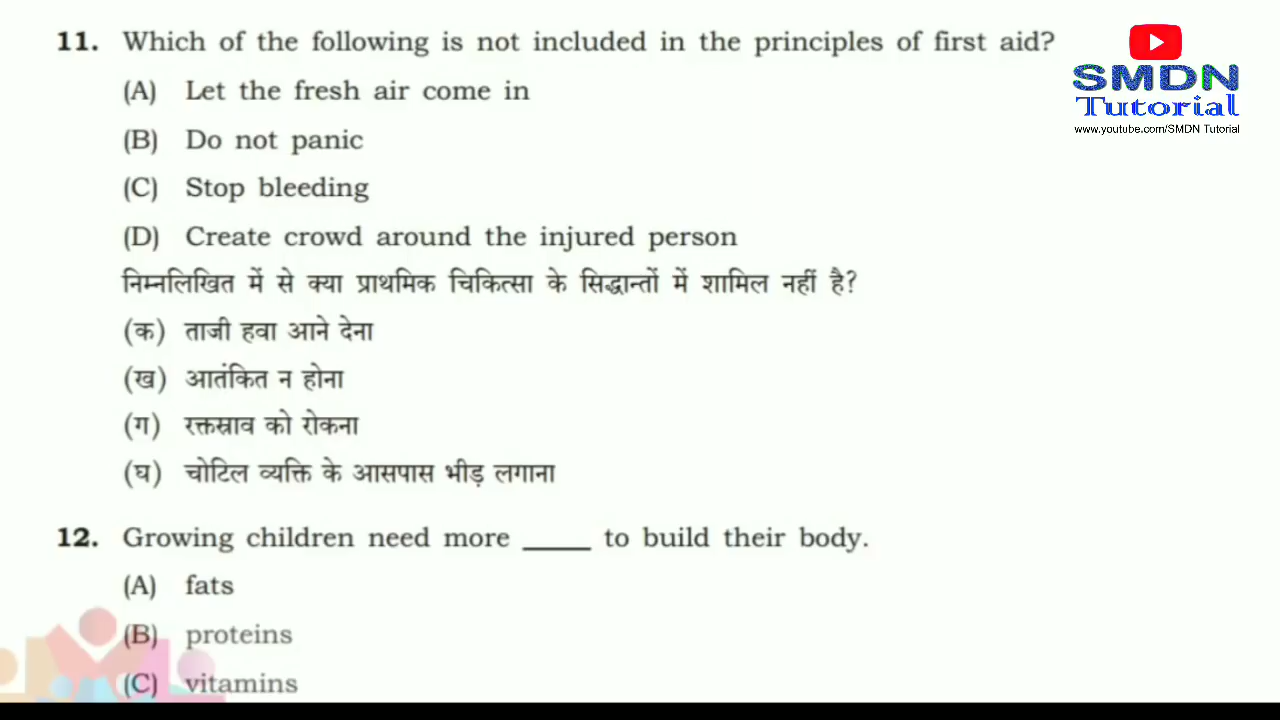 11. Which of the following is not included in the principles of first aid?
(A) Let the fresh air come in
(B) Do not panic
(C) Stop bleeding
(D) Create crowd around the injured person
निम्नलिखित में से क्या प्राथमिक चिकित्सा के सिद्धान्तों में शामिल नहीं है?
(क) ताजी हवा आने देना
(ख) आतंकित न होना
(ग) रक्तस्राव को रोकना
(घ) चोटिल व्यक्ति के आसपास भीड़ लगाना
12. Growing children need more _____ to build their body.
(A) fats
(B) proteins
(C) vitamins
SMDN
Tutorial
www.youtube.com/SMDN Tutorial